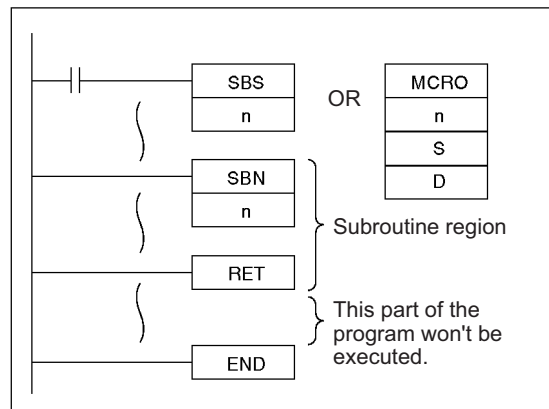 SBS
n
OR
MCRO
n
S
D
SBN
n
Subroutine region
RET
This part of the
program won't be
executed.
END